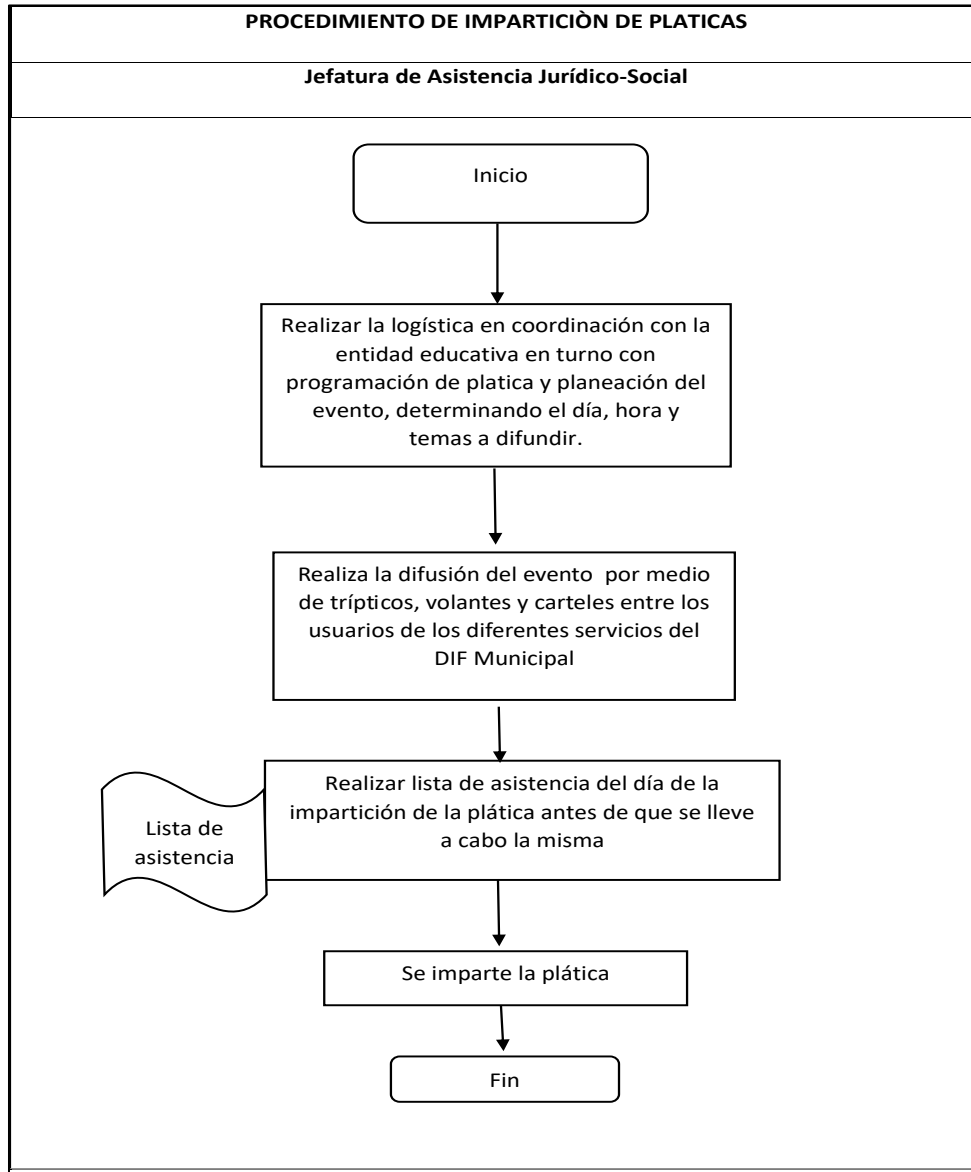 PROCEDIMIENTO DE IMPARTICIÒN DE PLATICAS
Jefatura de Asistencia Jurídico-Social
Inicio
Realizar la logística en coordinación con la
entidad educativa en turno con
programación de platica y planeación del
evento, determinando el día, hora y
temas a difundir.
Realiza la difusión del evento por medio
de trípticos, volantes y carteles entre los
usuarios de los diferentes servicios del
DIF Municipal
Lista de
asistencia
Realizar lista de asistencia del día de la
impartición de la plática antes de que se lleve
a cabo la misma
Se imparte la plática
Fin